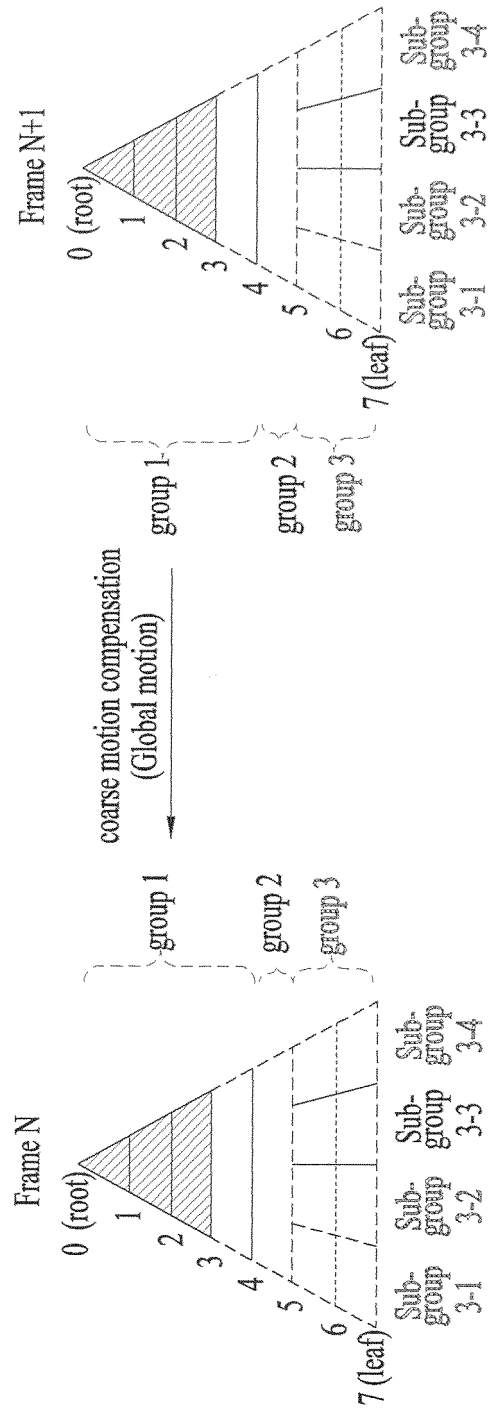 Frame N
0 (root)
1
2
3
4
5
6
7 (leaf)
group 1
group 2
group 3
Sub-
group
3-1
Sub-
group
3-2
Sub-
group
3-3
Sub-
group
3-4
coarse motion compensation
(Global motion)
Frame N+1
0 (root)
1
2
3
4
5
6
7 (leaf)
group 1
group 2
group 3
Sub-
group
3-1
Sub-
group
3-2
Sub-
group
3-3
Sub-
group
3-4